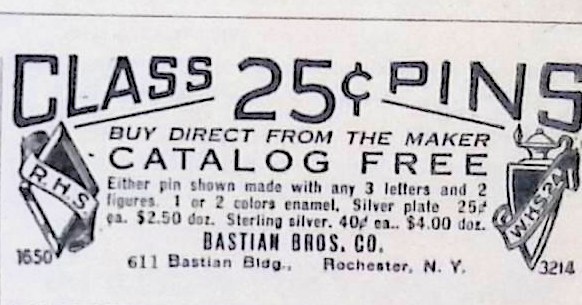 CLASS 25¢ PINS
BUY DIRECT FROM THE MAKER
CATALOG FREE
R.H.S
Either pin shown made with any 3 letters and 2
figures. 1 or 2 colors enamel, Silver plate 25¢
ea. $2.50 doz. Sterling silver. 40¢ ea.. $4.00 doz.
WHS 24
BASTIAN BROS. CO.
1650
611 Bastian Bldg., Rochester, N. Y.
3214